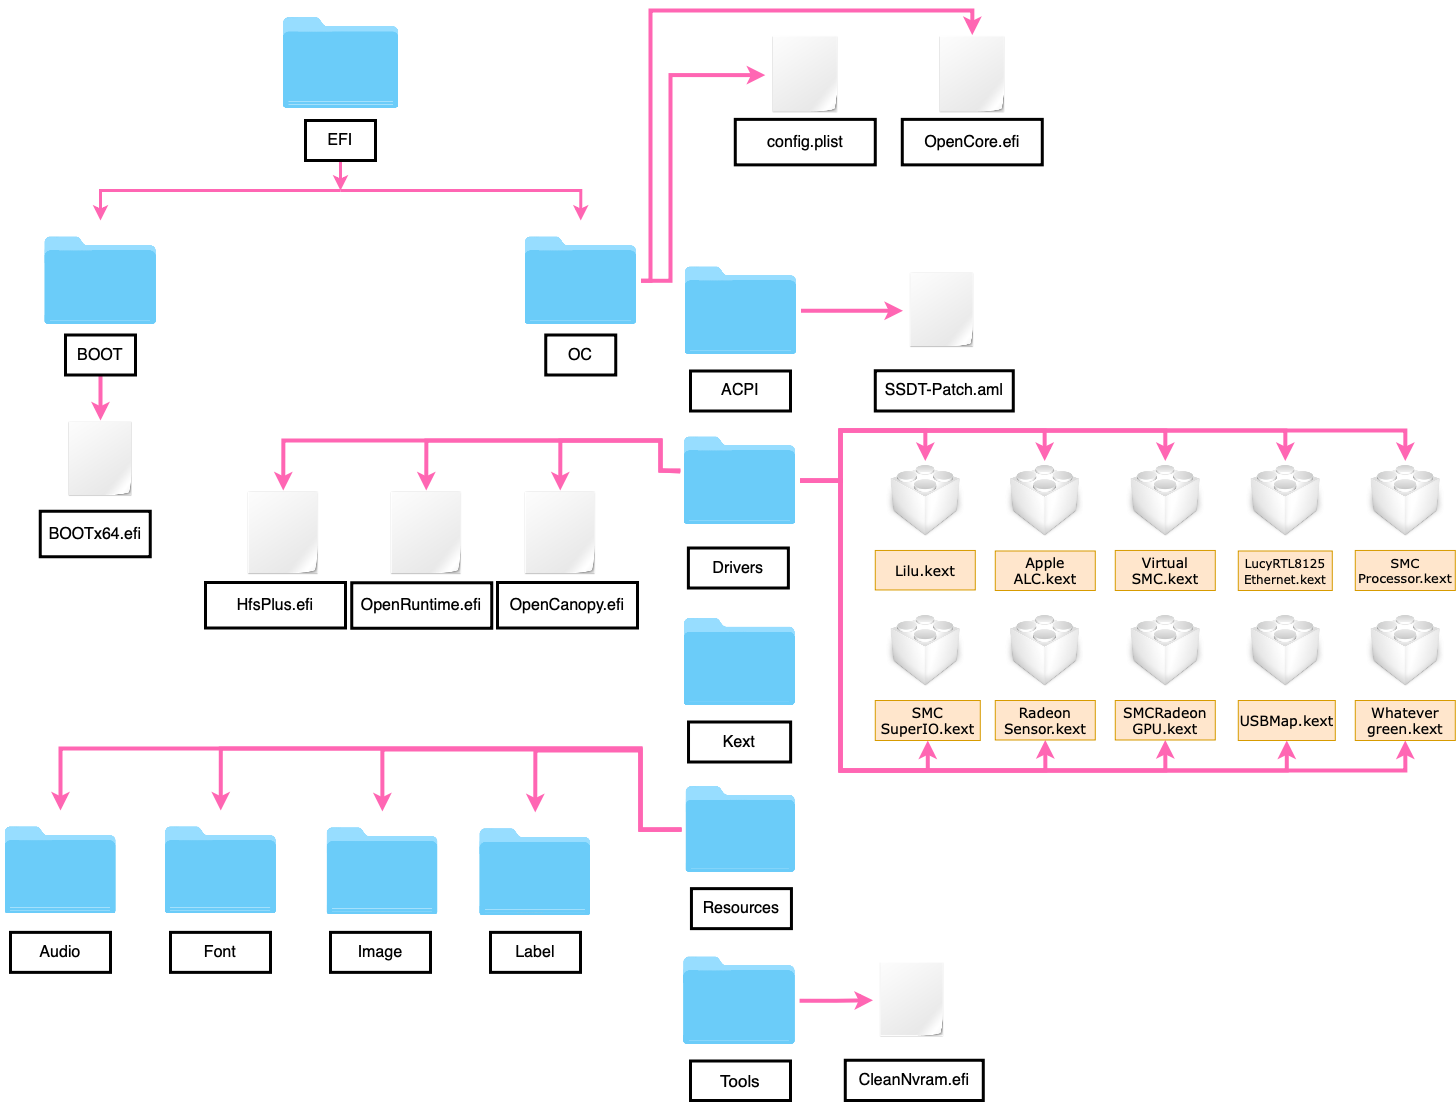 EFI
config.plist
OpenCore.efi
BOOT
OC
ACPI
SSDT-Patch.aml
BOOTx64.efi
Drivers
HfsPlus.efi
OpenRuntime.efi
OpenCanopy.efi
Lilu.kext
Apple
ALC.kext
Virtual
SMC.kext
LucyRTL8125
Ethernet.kext
SMC
Processor.kext
SMC
SuperIO.kext
Radeon
Sensor.kext
SMCRadeon
GPU.kext
USBMap.kext
Whatever
green.kext
Kext
Resources
Audio
Font
Image
Label
Tools
CleanNvram.efi